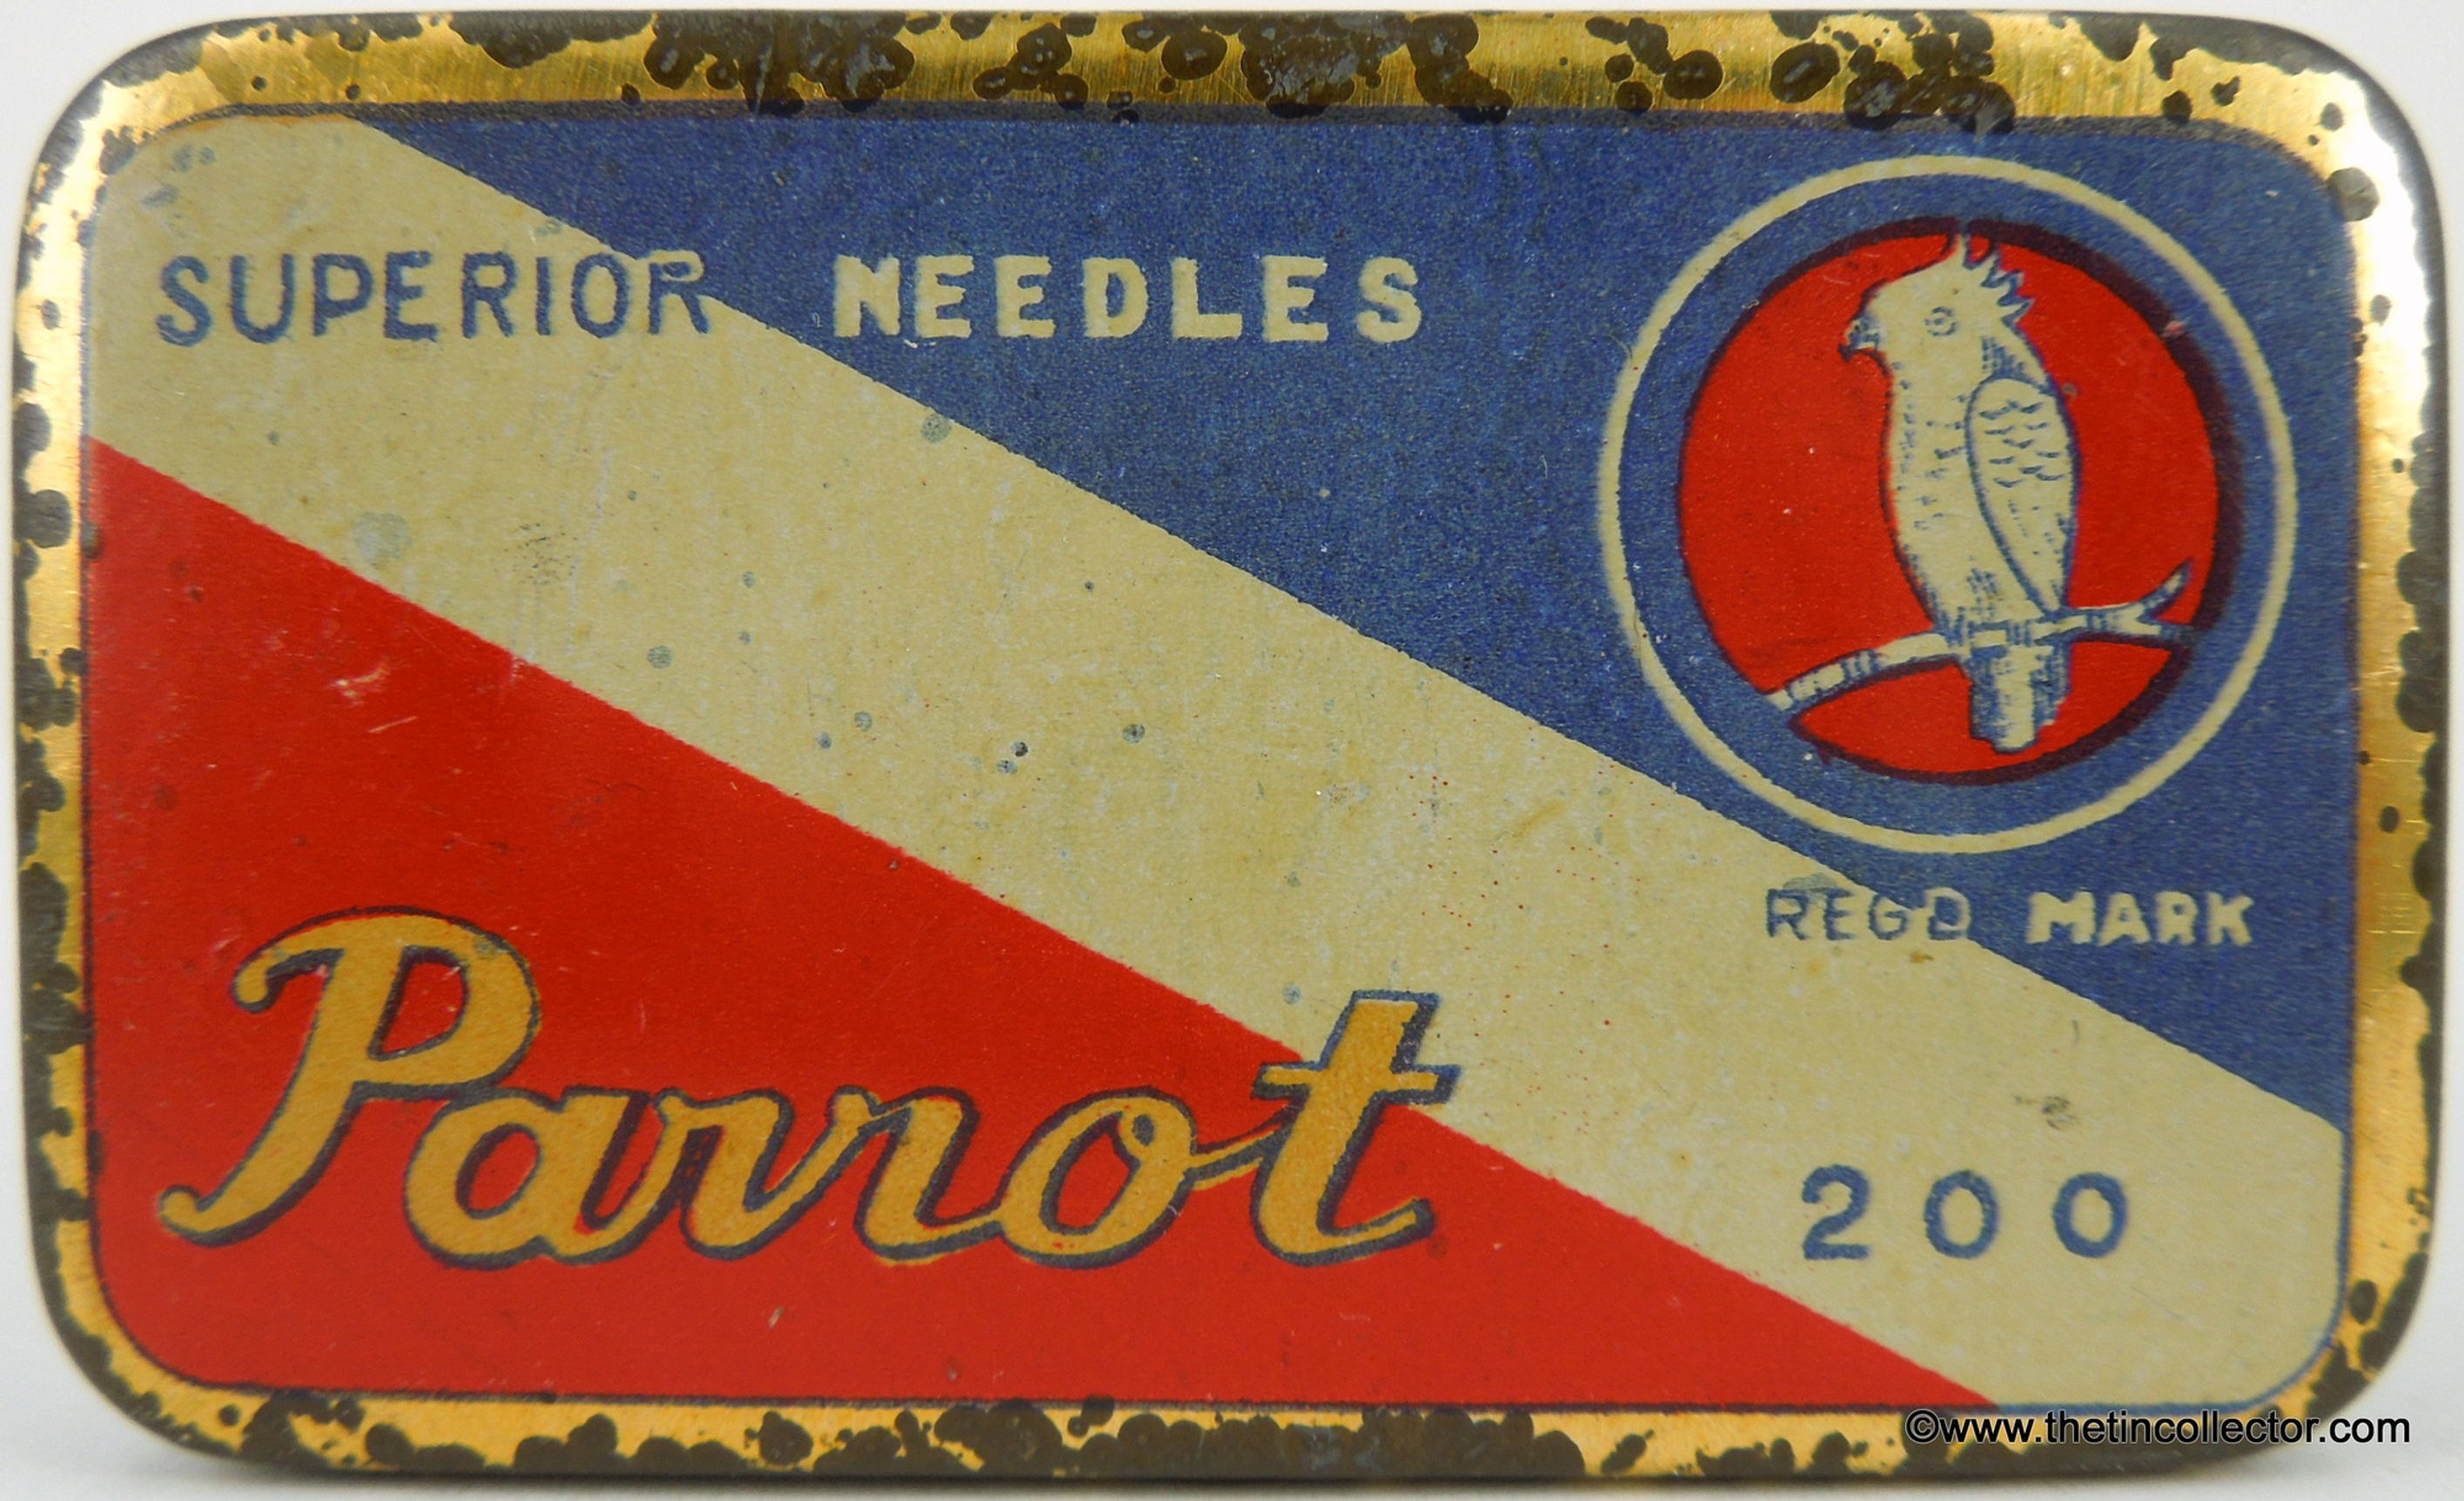 SUPERIOR NEEDLES
REGD MARK
Parrot
200
©www.thetincollector.com